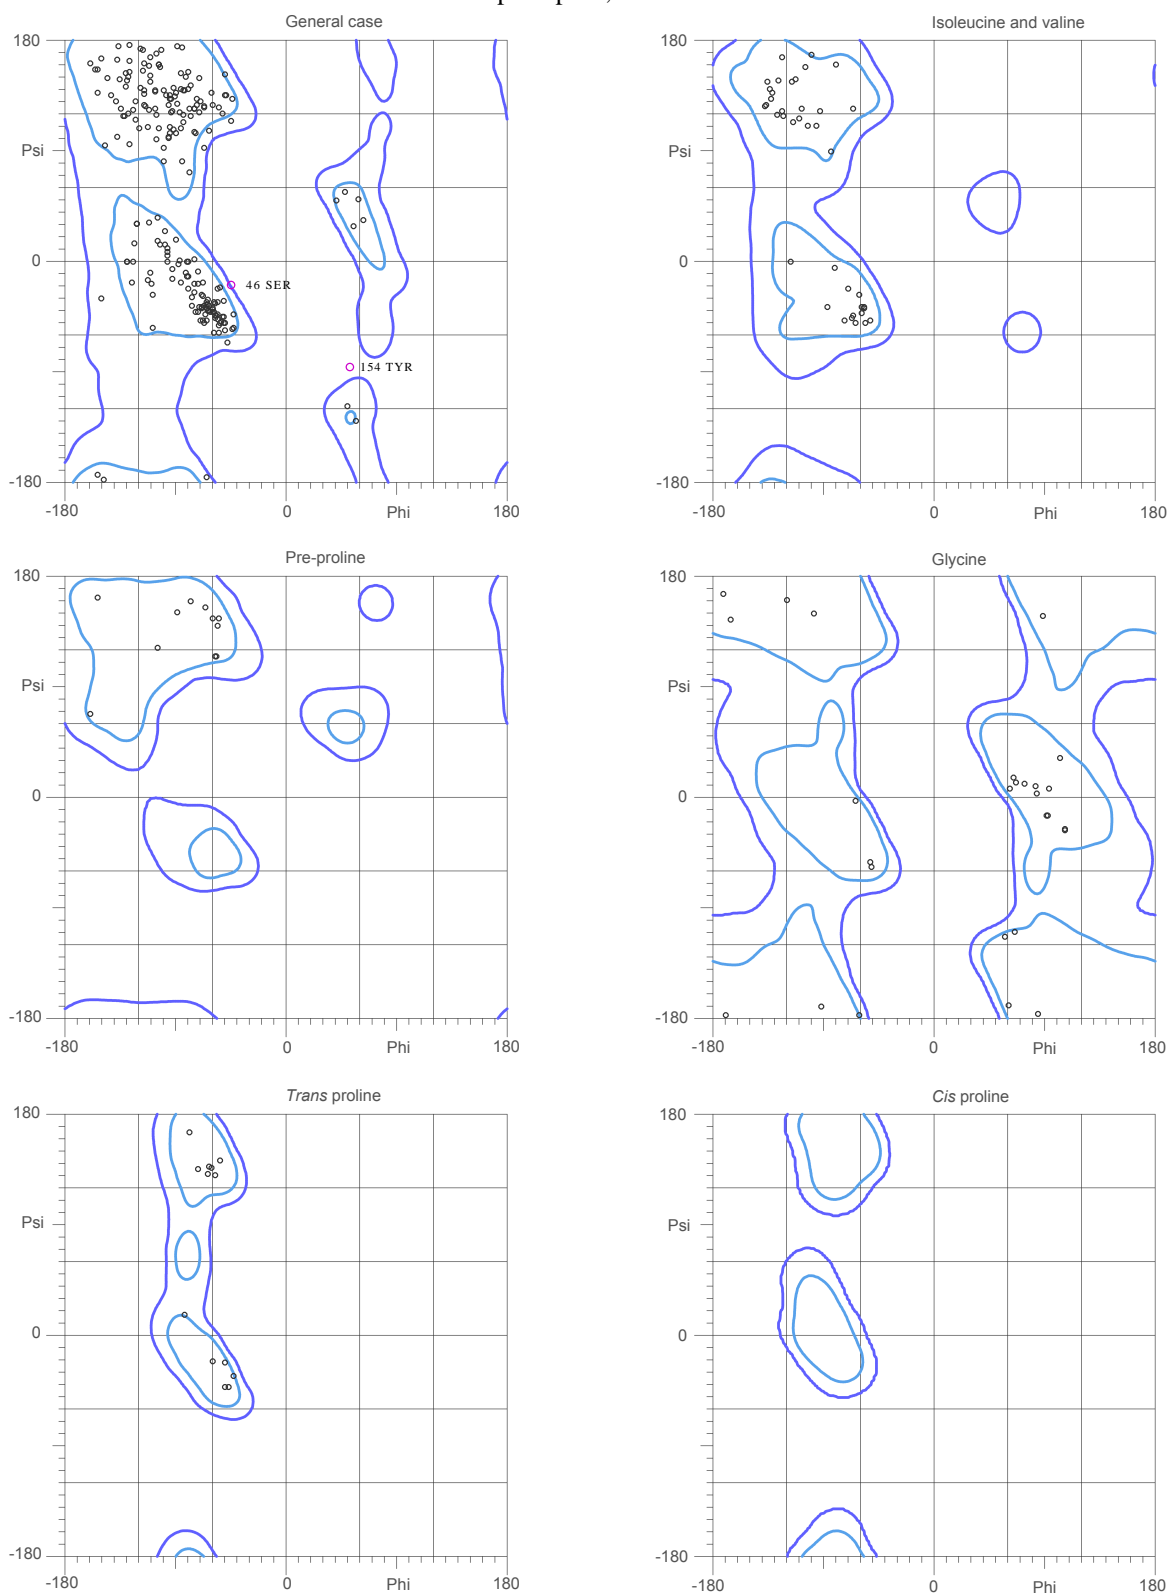 General case
180
Psi
0
-180
46 SER
154 TYR
-180
0
Phi
180
Isoleucine and valine
180
Psi
0
-180
-180
0
Phi
180
Pre-proline
180
Psi
0
-180
-180
0
Phi
180
Glycine
180
Psi
0
-180
-180
0
Phi
180
Trans proline
180
Psi
0
-180
-180
0
Phi
180
Cis proline
180
Psi
0
-180
-180
0
Phi
180